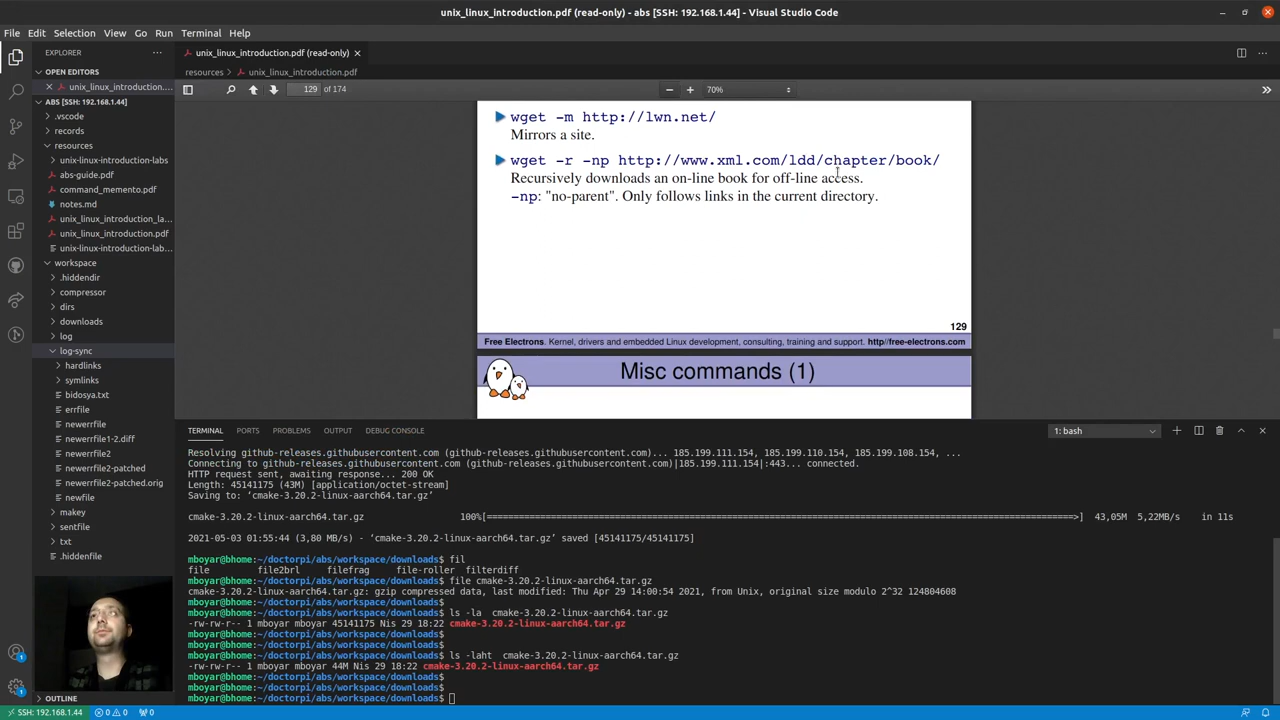 unix_linux_introduction.pdf (read-only) - abs [SSH: 192.168.1.44] - Visual Studio Code
File Edit Selection View Go Run Terminal Help
EXPLORER
unix_linux_introduction.pdf (read-only)
OPEN EDITORS
resources > unix_linux_introduction.pdf
unix_linux_introduction....
129 of 174
70%
ABS [SSH: 192.168.1.44]
.vscode
records
resources
unix-linux-introduction-labs
abs-guide.pdf
command_memento.pdf
notes.md
unix_linux_introduction_la...
unix_linux_introduction.pdf
unix-linux-introduction-lab...
workspace
.hiddendir
compressor
dirs
downloads
log
log-sync
hardlinks
symlinks
bidosya.txt
errfile
newerrfile
newerrfile1-2.diff
newerrfile2
newerrfile2-patched
newerrfile2-patched.orig
newfile
makey
sentfile
txt
.hiddenfile
OUTLINE
wget -m http://lwn.net/
Mirrors a site.
wget -r -np http://www.xml.com/ldd/chapter/book/
Recursively downloads an on-line book for off-line access.
-np: "no-parent". Only follows links in the current directory.
129
Free Electrons. Kernel, drivers and embedded Linux development, consulting, training and support. http//free-electrons.com
Misc commands (1)
TERMINAL PORTS PROBLEMS OUTPUT DEBUG CONSOLE
1: bash
Resolving github-releases.githubusercontent.com (github-releases.githubusercontent.com)... 185.199.111.154, 185.199.110.154, 185.199.108.154, ...
Connecting to github-releases.githubusercontent.com (github-releases.githubusercontent.com)|185.199.111.154|:443... connected.
HTTP request sent, awaiting response... 200 OK
Length: 45141175 (43M) [application/octet-stream]
Saving to: ‘cmake-3.20.2-linux-aarch64.tar.gz’
cmake-3.20.2-linux-aarch64.tar.gz 100%[==========================================================================================>] 43,05M 5,22MB/s in 11s
2021-05-03 01:55:44 (3,80 MB/s) - ‘cmake-3.20.2-linux-aarch64.tar.gz’ saved [45141175/45141175]
mboyar@bhome:~/doctorpi/abs/workspace/downloads$ fil
file file2brl filefrag file-roller filterdiff
mboyar@bhome:~/doctorpi/abs/workspace/downloads$ file cmake-3.20.2-linux-aarch64.tar.gz
cmake-3.20.2-linux-aarch64.tar.gz: gzip compressed data, last modified: Thu Apr 29 14:00:54 2021, from Unix, original size modulo 2^32 124804608
mboyar@bhome:~/doctorpi/abs/workspace/downloads$
mboyar@bhome:~/doctorpi/abs/workspace/downloads$ ls -la cmake-3.20.2-linux-aarch64.tar.gz
-rw-rw-r-- 1 mboyar mboyar 45141175 Nis 29 18:22 cmake-3.20.2-linux-aarch64.tar.gz
mboyar@bhome:~/doctorpi/abs/workspace/downloads$
mboyar@bhome:~/doctorpi/abs/workspace/downloads$
mboyar@bhome:~/doctorpi/abs/workspace/downloads$ ls -laht cmake-3.20.2-linux-aarch64.tar.gz
-rw-rw-r-- 1 mboyar mboyar 44M Nis 29 18:22 cmake-3.20.2-linux-aarch64.tar.gz
mboyar@bhome:~/doctorpi/abs/workspace/downloads$
mboyar@bhome:~/doctorpi/abs/workspace/downloads$
mboyar@bhome:~/doctorpi/abs/workspace/downloads$
SSH: 192.168.1.44 0 0 0